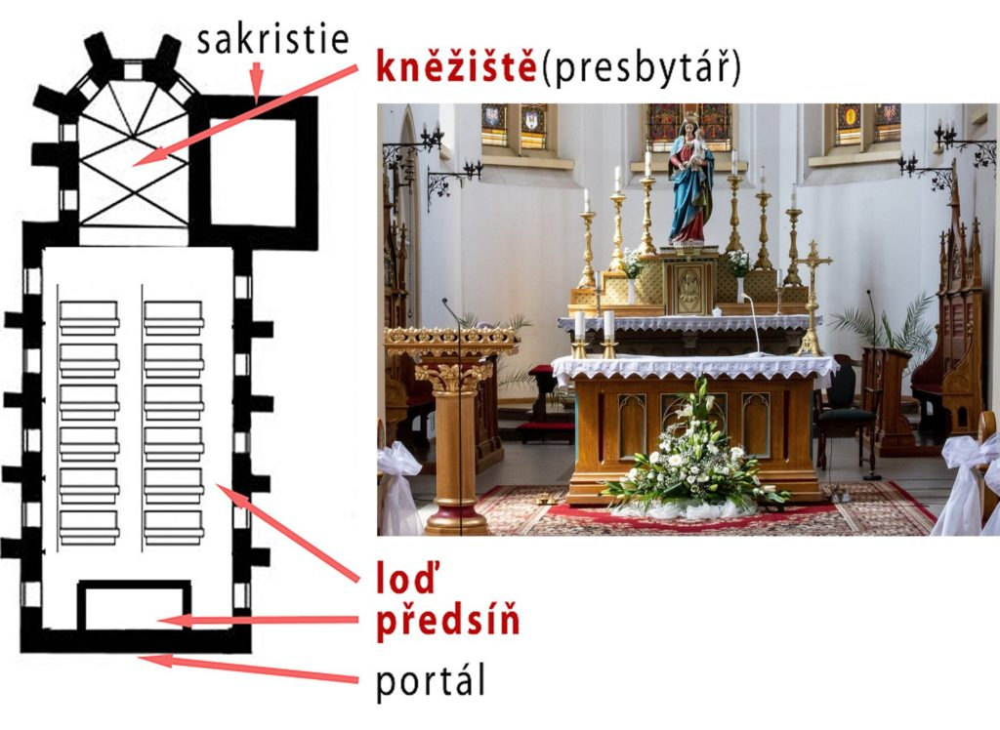 sakristie
kněžiště(presbytář)
loď
předsíň
portál